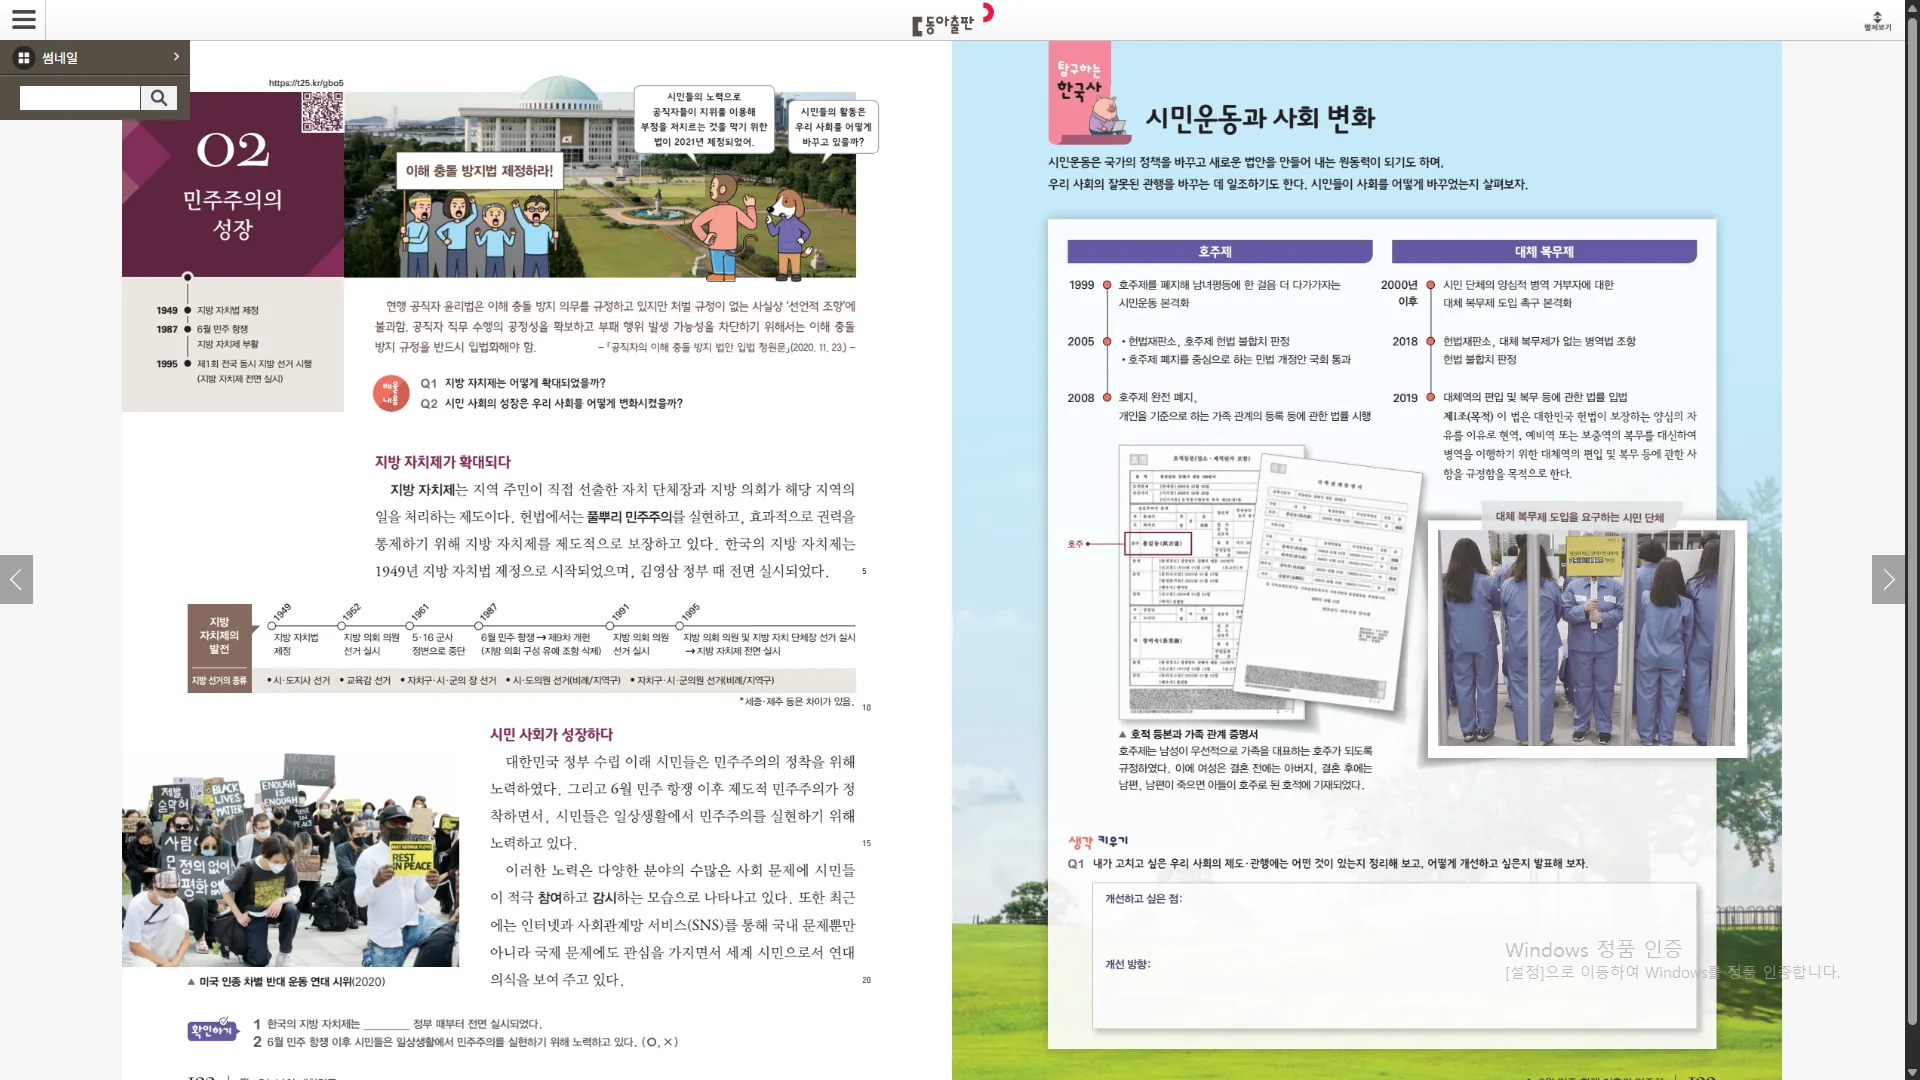 동아출판
펼쳐보기
썸네일
https://t25.kr/gbo5
02
민주주의의
성장
이해 충돌 방지법 제정하라!
시민들의 노력으로
공직자들이 지위를 이용해
부정을 저지르는 것을 막기 위한
법이 2021년 제정되었어.
시민들의 활동은
우리 사회를 어떻게
바꾸고 있을까?
1949 지방 자치법 제정
1987 6월 민주 항쟁
지방 자치제 부활
1995 제1회 전국 동시 지방 선거 시행
(지방 자치제 전면 실시)
현행 공직자 윤리법은 이해 충돌 방지 의무를 규정하고 있지만 처벌 규정이 없는 사실상 '선언적 조항'에
불과함. 공직자 직무 수행의 공정성을 확보하고 부패 행위 발생 가능성을 차단하기 위해서는 이해 충돌
방지 규정을 반드시 입법화해야 함.
– 「공직자의 이해 충돌 방지 법안 입법 청원문」(2020. 11. 23.) –
Q1 지방 자치제는 어떻게 확대되었을까?
Q2 시민 사회의 성장은 우리 사회를 어떻게 변화시켰을까?
지방 자치제가 확대되다
지방 자치제는 지역 주민이 직접 선출한 자치 단체장과 지방 의회가 해당 지역의
일을 처리하는 제도이다. 헌법에서는 풀뿌리 민주주의를 실현하고, 효과적으로 권력을
통제하기 위해 지방 자치제를 제도적으로 보장하고 있다. 한국의 지방 자치제는
1949년 지방 자치법 제정으로 시작되었으며, 김영삼 정부 때 전면 실시되었다.
5
지방
자치제의
발전
1949
지방 자치법
제정
1952
지방 의회 의원
선거 실시
1961
5·16 군사
정변으로 중단
1987
6월 민주 항쟁 → 제9차 개헌
(지방 의회 구성 유예 조항 삭제)
1991
지방 의회 의원
선거 실시
1995
지방 의회 의원 및 지방 자치 단체장 선거 실시
→ 지방 자치제 전면 실시
지방 선거의 종류
• 시·도지사 선거 • 교육감 선거 • 자치구·시·군의 장 선거 • 시·도의원 선거(비례/지역구) • 자치구·시·군의원 선거(비례/지역구)
* 세종·제주 등은 차이가 있음.
10
시민 사회가 성장하다
대한민국 정부 수립 이래 시민들은 민주주의의 정착을 위해
노력하였다. 그리고 6월 민주 항쟁 이후 제도적 민주주의가 정
착하면서, 시민들은 일상생활에서 민주주의를 실현하기 위해
노력하고 있다.
15
이러한 노력은 다양한 분야의 수많은 사회 문제에 시민들
이 적극 참여하고 감시하는 모습으로 나타나고 있다. 또한 최근
에는 인터넷과 사회관계망 서비스(SNS)를 통해 국내 문제뿐만
아니라 국제 문제에도 관심을 가지면서 세계 시민으로서 연대
의식을 보여 주고 있다.
20
NO JUSTICE
NO PEACE
제발
숨막혀
BLACK
LIVES
MATTER
ENOUGH
IS
ENOUGH
REST
IN PEACE
정의 없이
평화 없
REST
IN PEACE
▲ 미국 인종 차별 반대 운동 연대 시위(2020)
확인하기
1 한국의 지방 자치제는 ________ 정부 때부터 전면 실시되었다.
2 6월 민주 항쟁 이후 시민들은 일상생활에서 민주주의를 실현하기 위해 노력하고 있다. (O, ×)
탐구하는
한국사
시민운동과 사회 변화
시민운동은 국가의 정책을 바꾸고 새로운 법안을 만들어 내는 원동력이 되기도 하며,
우리 사회의 잘못된 관행을 바꾸는 데 일조하기도 한다. 시민들이 사회를 어떻게 바꾸었는지 살펴보자.
호주제
1999 호주제를 폐지해 남녀평등에 한 걸음 더 다가가자는
시민운동 본격화
2005 • 헌법재판소, 호주제 헌법 불합치 판정
• 호주제 폐지를 중심으로 하는 민법 개정안 국회 통과
2008 호주제 완전 폐지,
개인을 기준으로 하는 가족 관계의 등록 등에 관한 법률 시행
호주
▲ 호적 등본과 가족 관계 증명서
호주제는 남성이 우선적으로 가족을 대표하는 호주가 되도록
규정하였다. 이에 여성은 결혼 전에는 아버지, 결혼 후에는
남편, 남편이 죽으면 아들이 호주로 된 호적에 기재되었다.
대체 복무제
2000년 이후 시민 단체의 양심적 병역 거부자에 대한
대체 복무제 도입 촉구 본격화
2018 헌법재판소, 대체 복무제가 없는 병역법 조항
헌법 불합치 판정
2019 대체역의 편입 및 복무 등에 관한 법률 입법
제1조(목적) 이 법은 대한민국 헌법이 보장하는 양심의 자
유를 이유로 현역, 예비역 또는 보충역의 복무를 대신하여
병역을 이행하기 위한 대체역의 편입 및 복무 등에 관한 사
항을 규정함을 목적으로 한다.
대체 복무제 도입을 요구하는 시민 단체
생각 키우기
Q1 내가 고치고 싶은 우리 사회의 제도·관행에는 어떤 것이 있는지 정리해 보고, 어떻게 개선하고 싶은지 발표해 보자.
개선하고 싶은 점:
개선 방향:
Windows 정품 인증
[설정]으로 이동하여 Windows를 정품 인증합니다.